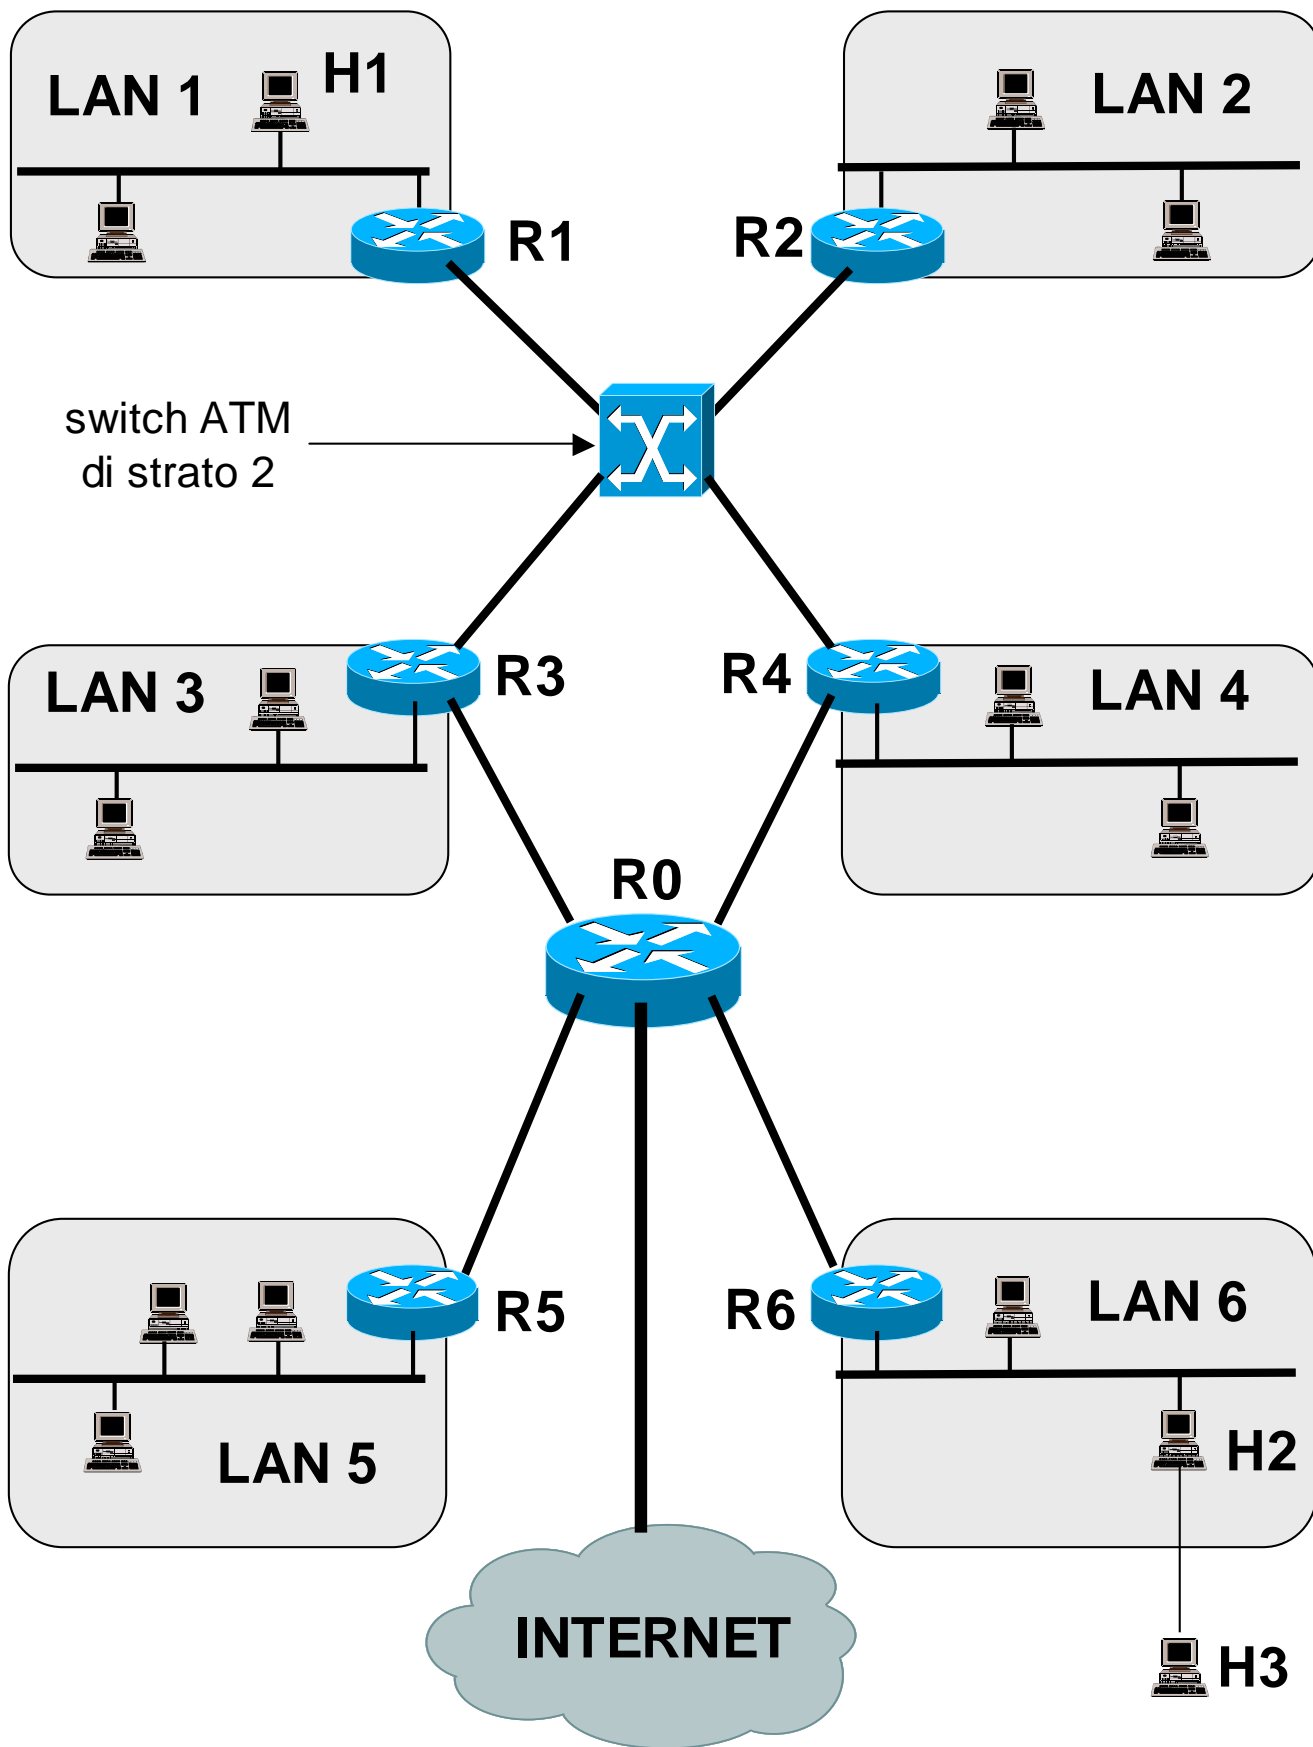 LAN 1
H1
LAN 2
R1
R2
switch ATM
di strato 2
LAN 3
R3
R4
LAN 4
R0
R5
R6
LAN 6
LAN 5
H2
INTERNET
H3